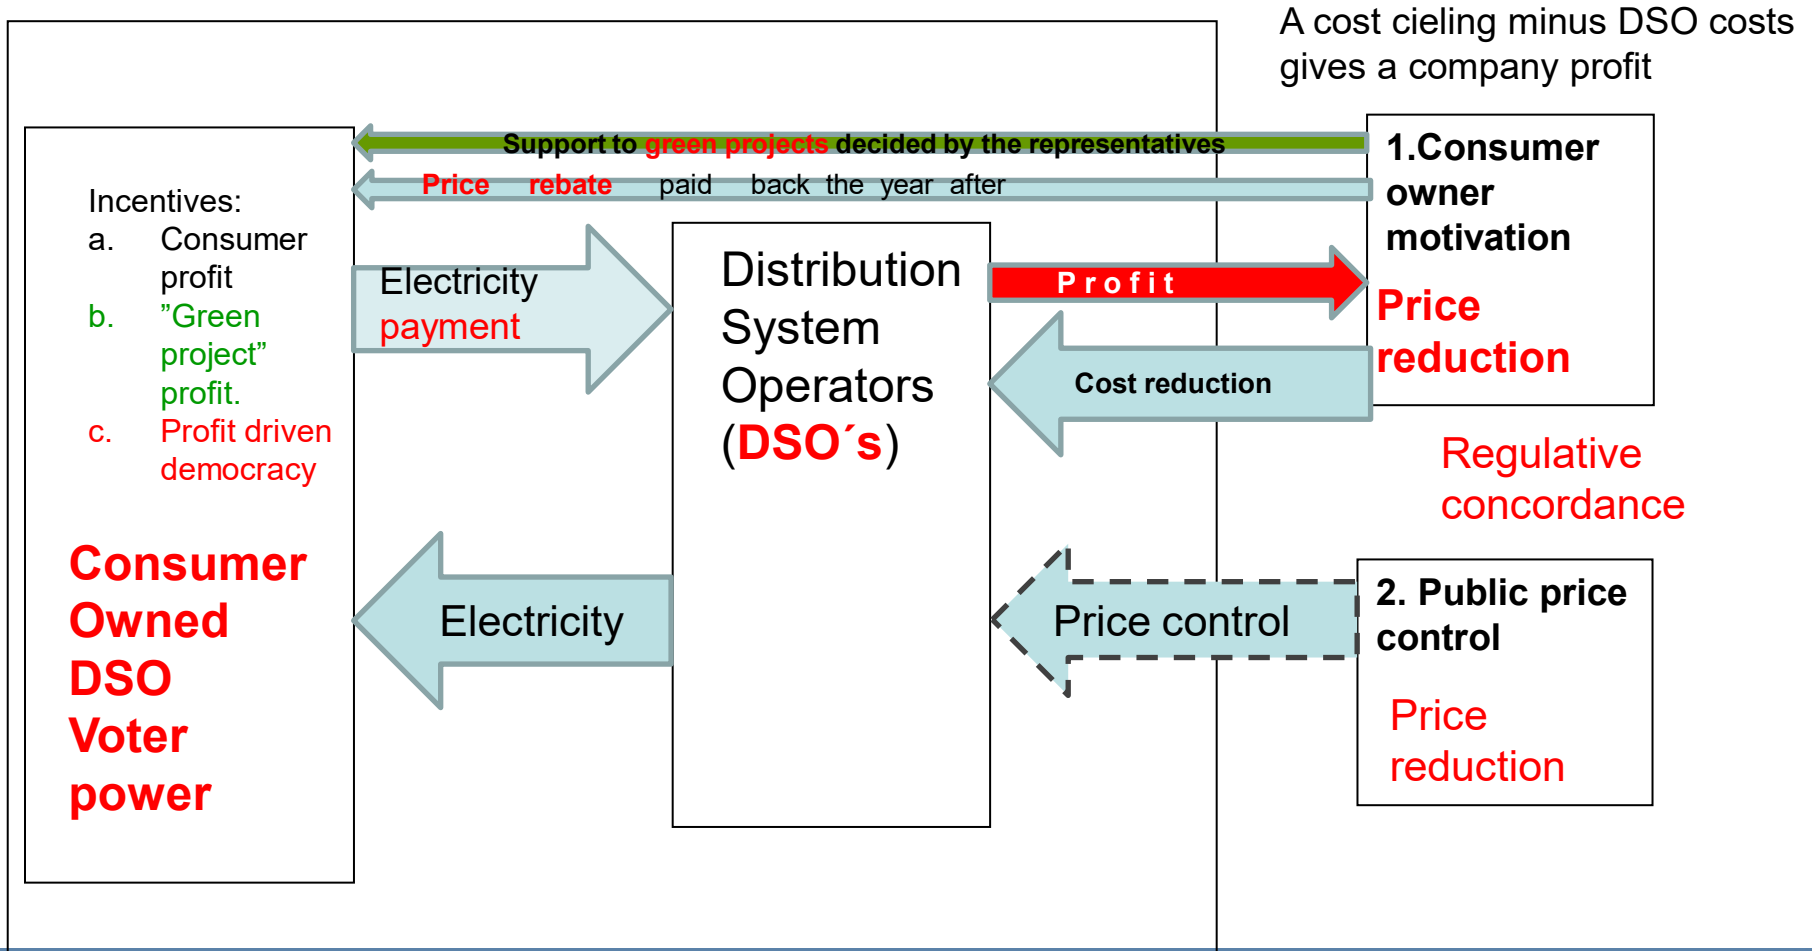 A cost cieling minus DSO costs
gives a company profit
Support to green projects decided by the representatives
Price rebate paid back the year after
Incentives:
a. Consumer
profit
b. ”Green
project”
profit.
c. Profit driven
democracy
Consumer
Owned
DSO
Voter
power
Electricity
payment
Electricity
Distribution
System
Operators
(DSO´s)
Profit
Cost reduction
Price control
1.Consumer
owner
motivation
Price
reduction
Regulative
concordance
2. Public price
control
Price
reduction